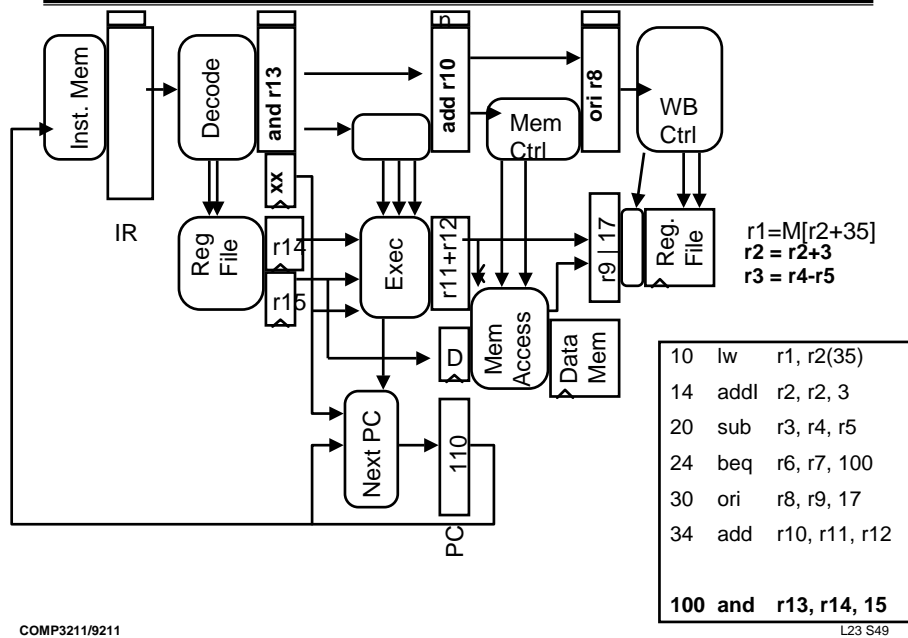 Inst. Mem
IR
Decode
and r13
xx
Reg
File
r14
r15
Exec
Next PC
PC
110
add r10
n
r11+r12
D
Mem
Ctrl
Mem
Access
Data
Mem
ori r8
r9 | 17
WB
Ctrl
Reg.
File
r1=M[r2+35]
r2 = r2+3
r3 = r4-r5
10 lw r1, r2(35)
14 addI r2, r2, 3
20 sub r3, r4, r5
24 beq r6, r7, 100
30 ori r8, r9, 17
34 add r10, r11, r12
100 and r13, r14, 15
COMP3211/9211
L23 S49